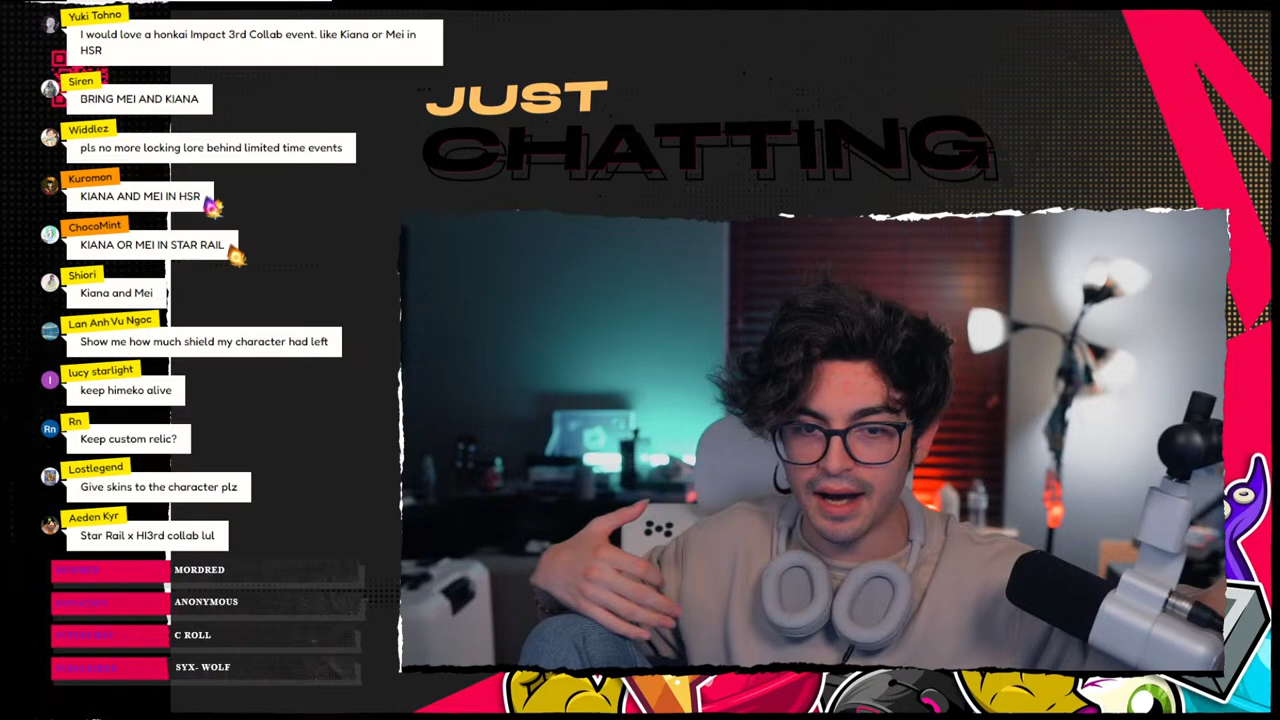 Yuki Tohno
I would love a honkai Impact 3rd Collab event. like Kiana or Mei in
HSR
Siren
BRING MEI AND KIANA
Widdlez
pls no more locking lore behind limited time events
Kuromon
KIANA AND MEI IN HSR
ChocoMint
KIANA OR MEI IN STAR RAIL
Shiori
Kiana and Mei
Lan Anh Vu Ngoc
Show me how much shield my character had left
lucy starlight
keep himeko alive
Rn
Keep custom relic?
Lostlegend
Give skins to the character plz
Aeden Kyr
Star Rail x HI3rd collab lul
MORDRED
ANONYMOUS
C ROLL
SYX- WOLF
JUST
CHATTING